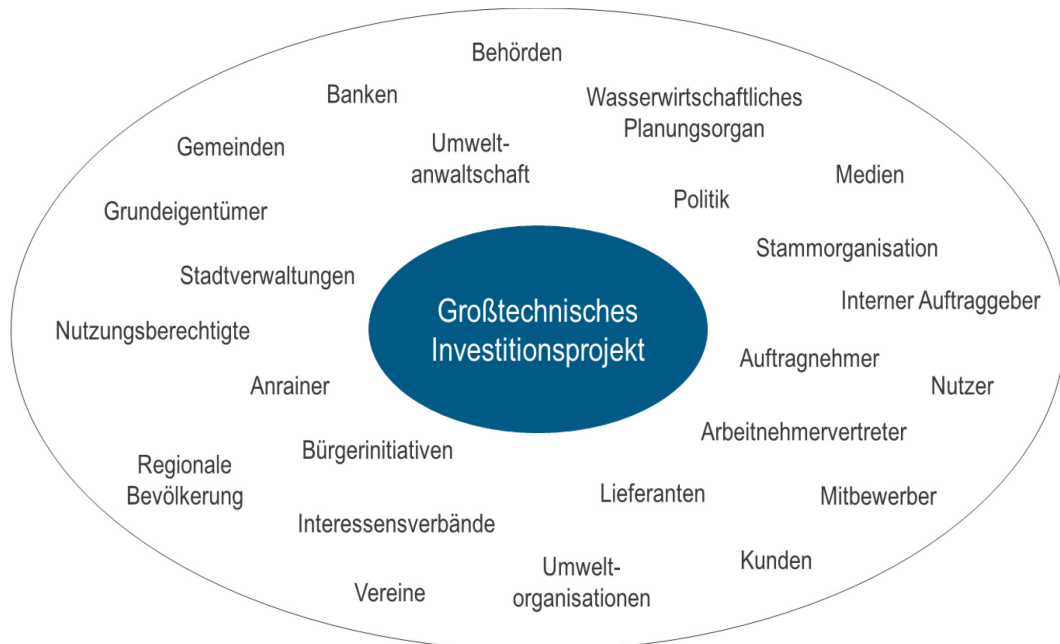 Behörden
Banken
Wasserwirtschaftliches
Planungsorgan
Gemeinden
Umwelt-
anwaltschaft
Medien
Politik
Grundeigentümer
Stammorganisation
Stadtverwaltungen
Interner Auftraggeber
Großtechnisches
Investitionsprojekt
Nutzungsberechtigte
Auftragnehmer
Anrainer
Nutzer
Arbeitnehmervertreter
Bürgerinitiativen
Regionale
Bevölkerung
Lieferanten
Mitbewerber
Interessensverbände
Kunden
Umwelt-
organisationen
Vereine